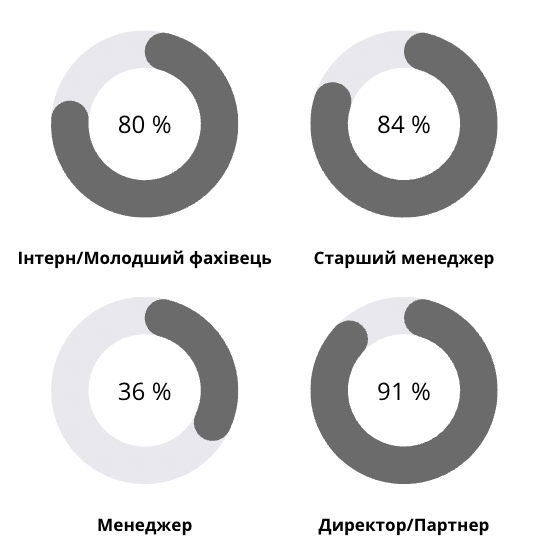 80 %
84 %
Інтерн/Молодший фахівець
Старший менеджер
36 %
91 %
Менеджер
Директор/Партнер